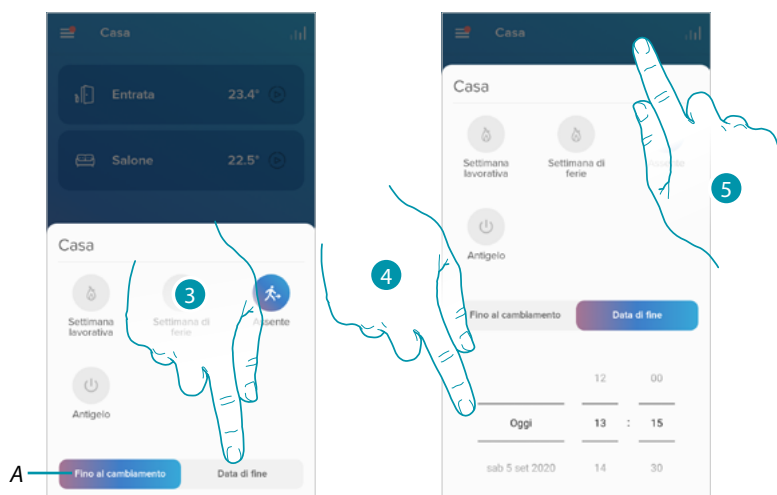 Casa
Entrata 23.4°
Salone 22.5°
Casa
Settimana lavorativa
Settimana di ferie
Assente
Antigelo
3
A
Fino al cambiamento
Data di fine
Casa
Casa
Settimana lavorativa
Settimana di ferie
5
Antigelo
4
Fino al cambiamento
Data di fine
12 00
Oggi 13 : 15
sab 5 set 2020 14 30